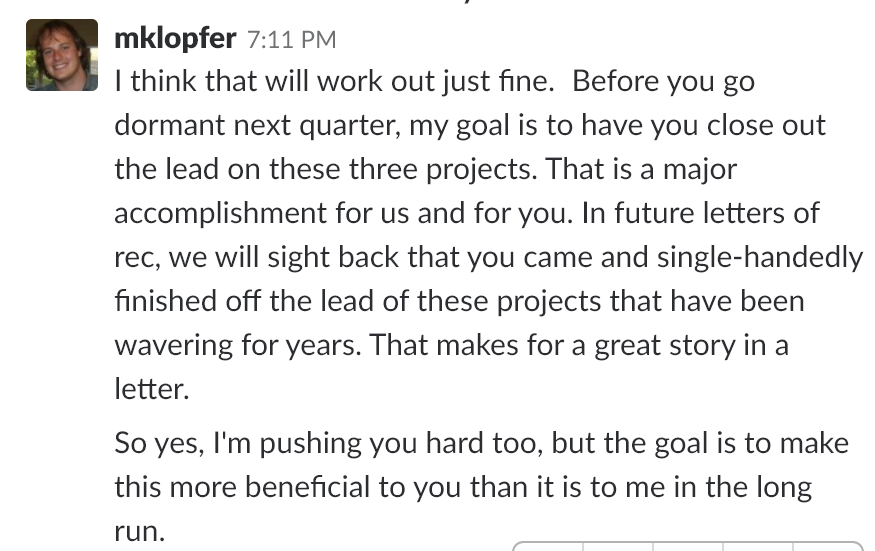 mklopfer 7:11 PM
I think that will work out just fine.  Before you go
dormant next quarter, my goal is to have you close out
the lead on these three projects. That is a major
accomplishment for us and for you. In future letters of
rec, we will sight back that you came and single-handedly
finished off the lead of these projects that have been
wavering for years. That makes for a great story in a
letter.
So yes, I'm pushing you hard too, but the goal is to make
this more beneficial to you than it is to me in the long
run.